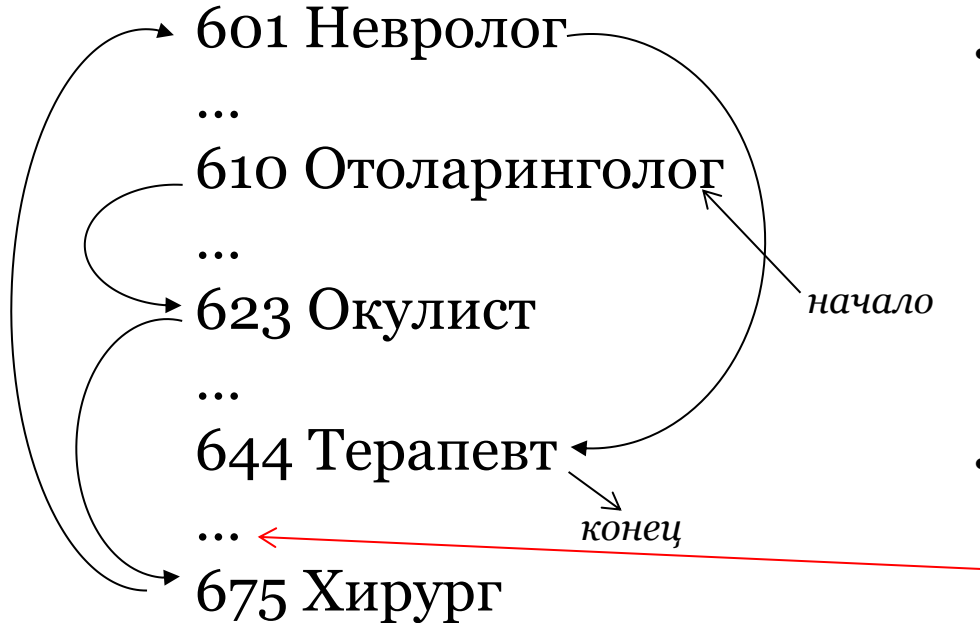 601 Невролог
...
610 Отоларинголог
...
начало
623 Окулист
...
644 Терапевт
конец
...
675 Хирург